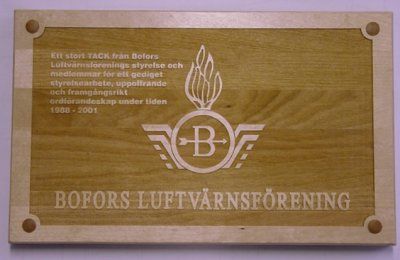 Ett stort TACK från Bofors
Luftvärnsförenings styrelse och
medlemmar för ett gediget
styrelsearbete, uppoffrande
och framgångsrikt
ordförandeskap under tiden
1988 - 2001
B
BOFORS LUFTVÄRNSFÖRENING